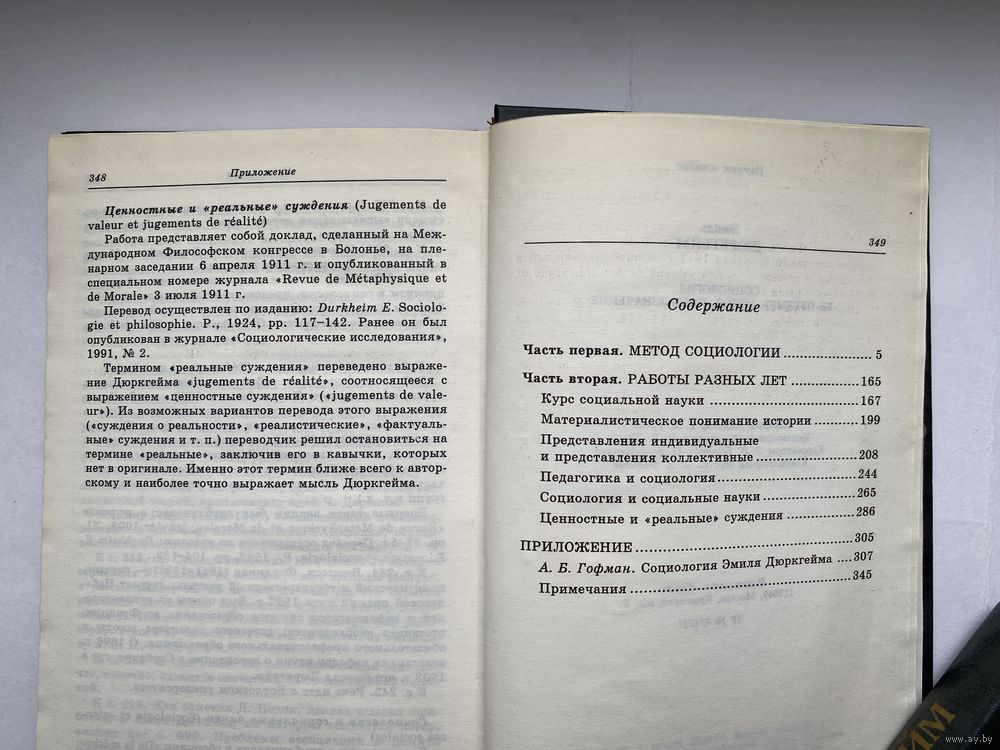 348
Приложение
Ценностные и «реальные» суждения (Jugements de
valeur et jugements de réalité)
Работа представляет собой доклад, сделанный на Меж-
дународном Философском конгрессе в Болонье, на пле-
нарном заседании 6 апреля 1911 г. и опубликованный в
специальном номере журнала «Revue de Métaphysique et
de Morale» 3 июля 1911 г.
Перевод осуществлен по изданию: Durkheim E. Sociolo-
gie et philosophie. P., 1924, pp. 117–142. Ранее он был
опубликован в журнале «Социологические исследования»,
1991, № 2.
Термином «реальные суждения» переведено выраже-
ние Дюркгейма «jugements de réalité», соотносящееся с
выражением «ценностные суждения» («jugements de vale-
ur»). Из возможных вариантов перевода этого выражения
(«суждения о реальности», «реалистические», «фактуаль-
ные» суждения и т. п.) переводчик решил остановиться на
термине «реальные», заключив его в кавычки, которых
нет в оригинале. Именно этот термин ближе всего к автор-
скому и наиболее точно выражает мысль Дюркгейма.
349
Содержание
Часть первая. МЕТОД СОЦИОЛОГИИ .................... 5
Часть вторая. РАБОТЫ РАЗНЫХ ЛЕТ ...............165
Курс социальной науки .................................167
Материалистическое понимание истории ..........199
Представления индивидуальные
и представления коллективные .......................208
Педагогика и социология ...............................244
Социология и социальные науки .....................265
Ценностные и «реальные» суждения ................286
ПРИЛОЖЕНИЕ ...............................................305
А. Б. Гофман. Социология Эмиля Дюркгейма ....307
Примечания ................................................345
www.ay.by